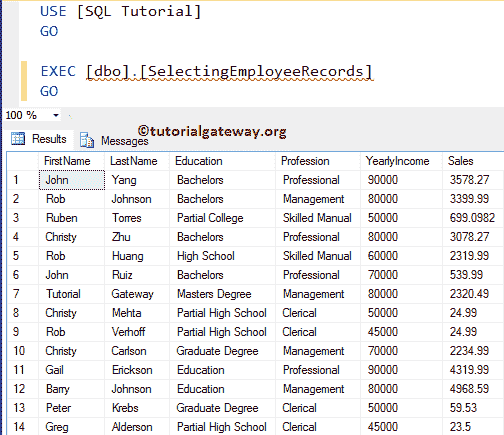 USE [SQL Tutorial]
GO
EXEC [dbo].[SelectingEmployeeRecords]
GO
100 %
©tutorialgateway.org
Results Messages
FirstName LastName Education Profession YearlyIncome Sales
1 John Yang Bachelors Professional 90000 3578.27
2 Rob Johnson Bachelors Management 80000 3399.99
3 Ruben Torres Partial College Skilled Manual 50000 699.0982
4 Christy Zhu Bachelors Professional 80000 3078.27
5 Rob Huang High School Skilled Manual 60000 2319.99
6 John Ruiz Bachelors Professional 70000 539.99
7 Tutorial Gateway Masters Degree Management 80000 2320.49
8 Christy Mehta Partial High School Clerical 50000 24.99
9 Rob Verhoff Partial High School Clerical 45000 24.99
10 Christy Carlson Graduate Degree Management 70000 2234.99
11 Gail Erickson Education Professional 90000 4319.99
12 Barry Johnson Education Management 80000 4968.59
13 Peter Krebs Graduate Degree Clerical 50000 59.53
14 Greg Alderson Partial High School Clerical 45000 23.5